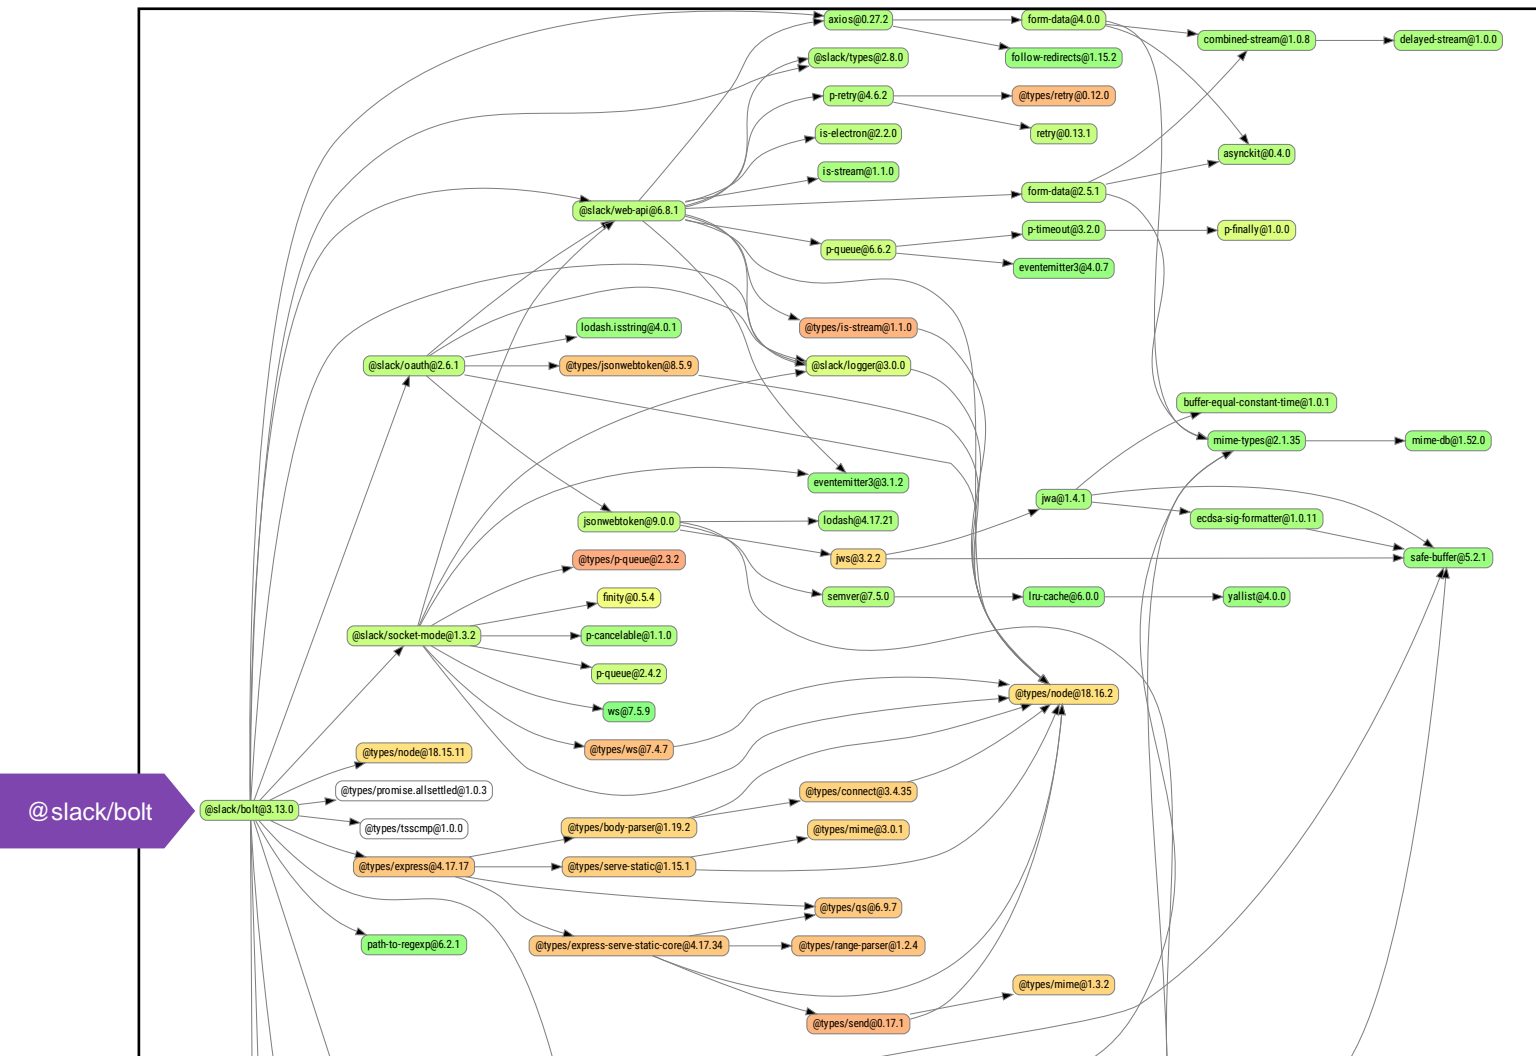 axios@0.27.2
form-data@4.0.0
combined-stream@1.0.8
delayed-stream@1.0.0
@slack/types@2.8.0
follow-redirects@1.15.2
p-retry@4.6.2
@types/retry@0.12.0
is-electron@2.2.0
retry@0.13.1
asynckit@0.4.0
is-stream@1.1.0
form-data@2.5.1
@slack/web-api@6.8.1
p-queue@6.6.2
p-timeout@3.2.0
p-finally@1.0.0
eventemitter3@4.0.7
lodash.isstring@4.0.1
@types/is-stream@1.1.0
@slack/oauth@2.6.1
@types/jsonwebtoken@8.5.9
@slack/logger@3.0.0
buffer-equal-constant-time@1.0.1
mime-types@2.1.35
mime-db@1.52.0
eventemitter3@3.1.2
jwa@1.4.1
jsonwebtoken@9.0.0
lodash@4.17.21
ecdsa-sig-formatter@1.0.11
@types/p-queue@2.3.2
jws@3.2.2
safe-buffer@5.2.1
finity@0.5.4
semver@7.5.0
lru-cache@6.0.0
yallist@4.0.0
@slack/socket-mode@1.3.2
p-cancelable@1.1.0
p-queue@2.4.2
@types/node@18.16.2
ws@7.5.9
@types/node@18.15.11
@types/ws@7.4.7
@types/promise.allsettled@1.0.3
@types/connect@3.4.35
@slack/bolt
@slack/bolt@3.13.0
@types/tsscmp@1.0.0
@types/body-parser@1.19.2
@types/mime@3.0.1
@types/express@4.17.17
@types/serve-static@1.15.1
@types/qs@6.9.7
path-to-regexp@6.2.1
@types/express-serve-static-core@4.17.34
@types/range-parser@1.2.4
@types/mime@1.3.2
@types/send@0.17.1